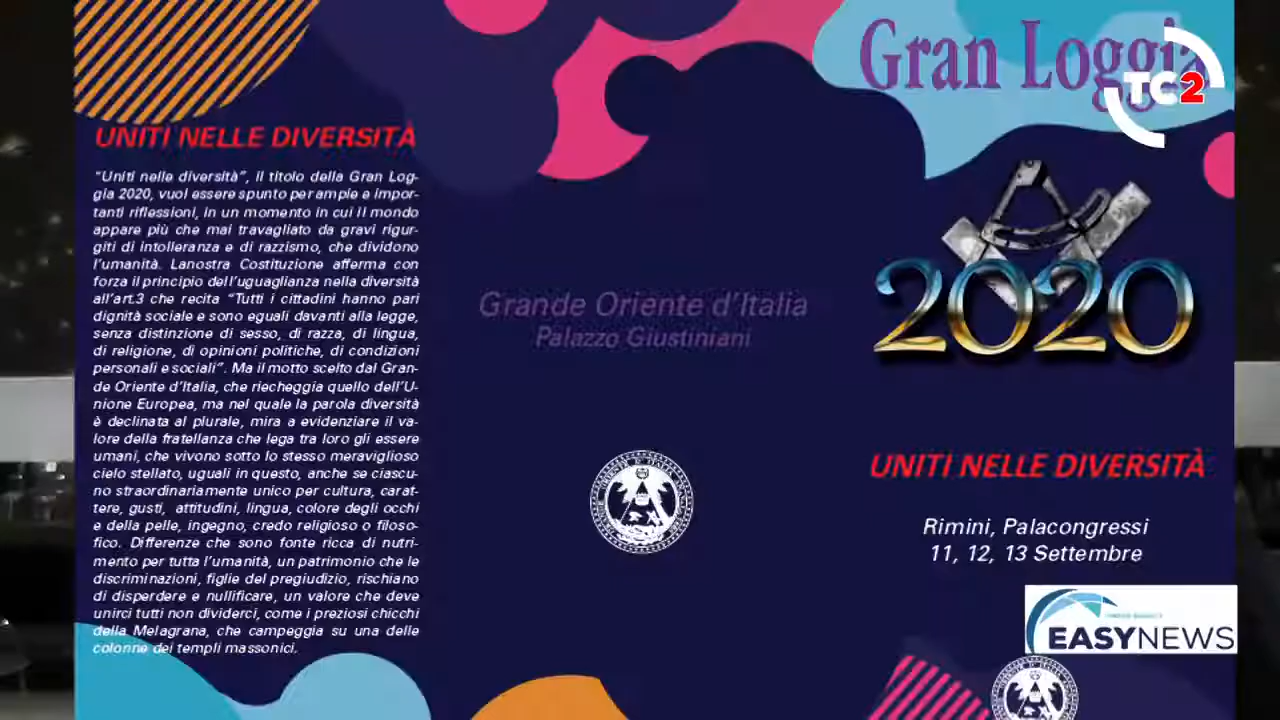 UNITI NELLE DIVERSITÀ
“Uniti nelle diversità”, il titolo della Gran Log-
gia 2020, vuol essere spunto per ampie e impor-
tanti riflessioni, in un momento in cui il mondo
appare più che mai travagliato da gravi rigur-
giti di intolleranza e di razzismo, che dividono
l’umanità. Lanostra Costituzione afferma con
forza il principio dell’uguaglianza nella diversità
all’art.3 che recita “Tutti i cittadini hanno pari
dignità sociale e sono eguali davanti alla legge,
senza distinzione di sesso, di razza, di lingua,
di religione, di opinioni politiche, di condizioni
personali e sociali”. Ma il motto scelto dal Gran-
de Oriente d’Italia, che riecheggia quello dell’U-
nione Europea, ma nel quale la parola diversità
è declinata al plurale, mira a evidenziare il va-
lore della fratellanza che lega tra loro gli essere
umani, che vivono sotto lo stesso meraviglioso
cielo stellato, uguali in questo, anche se ciascu-
no straordinariamente unico per cultura, carat-
tere, gusti, attitudini, lingua, colore degli occhi
e della pelle, ingegno, credo religioso o filoso-
fico. Differenze che sono fonte ricca di nutri-
mento per tutta l’umanità, un patrimonio che le
discriminazioni, figlie del pregiudizio, rischiano
di disperdere e nullificare, un valore che deve
unirci tutti non dividerci, come i preziosi chicchi
della Melagrana, che campeggia su una delle
colonne dei templi massonici.
Grande Oriente d’Italia
Palazzo Giustiniani
Gran Loggia
TC2
2020
UNITI NELLE DIVERSITÀ
Rimini, Palacongressi
11, 12, 13 Settembre
EASYNEWS